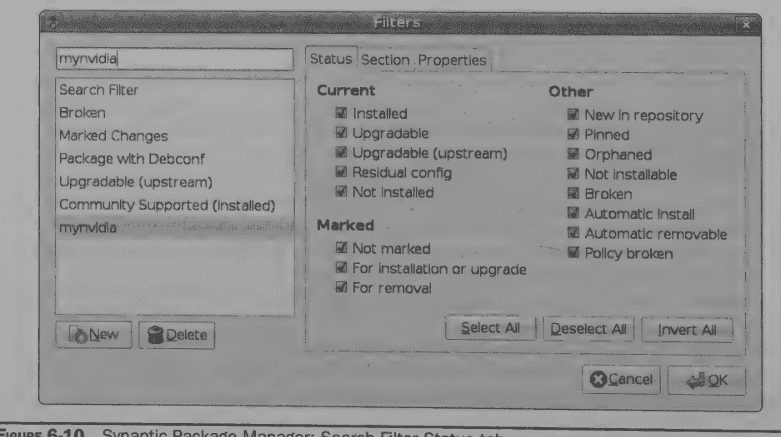 Filters
mynvidia
Search Filter
Broken
Marked Changes
Package with Debconf
Upgradable (upstream)
Community Supported (installed)
mynvidia
New
Delete
Status Section Properties
Current
Installed
Upgradable
Upgradable (upstream)
Residual config
Not installed
Marked
Not marked
For installation or upgrade
For removal
Other
New in repository
Pinned
Orphaned
Not installable
Broken
Automatic install
Automatic removable
Policy broken
Select All
Deselect All
Invert All
Cancel
OK
FIGURE 6-10 Synaptic Package Manager: Search Filter Status tab